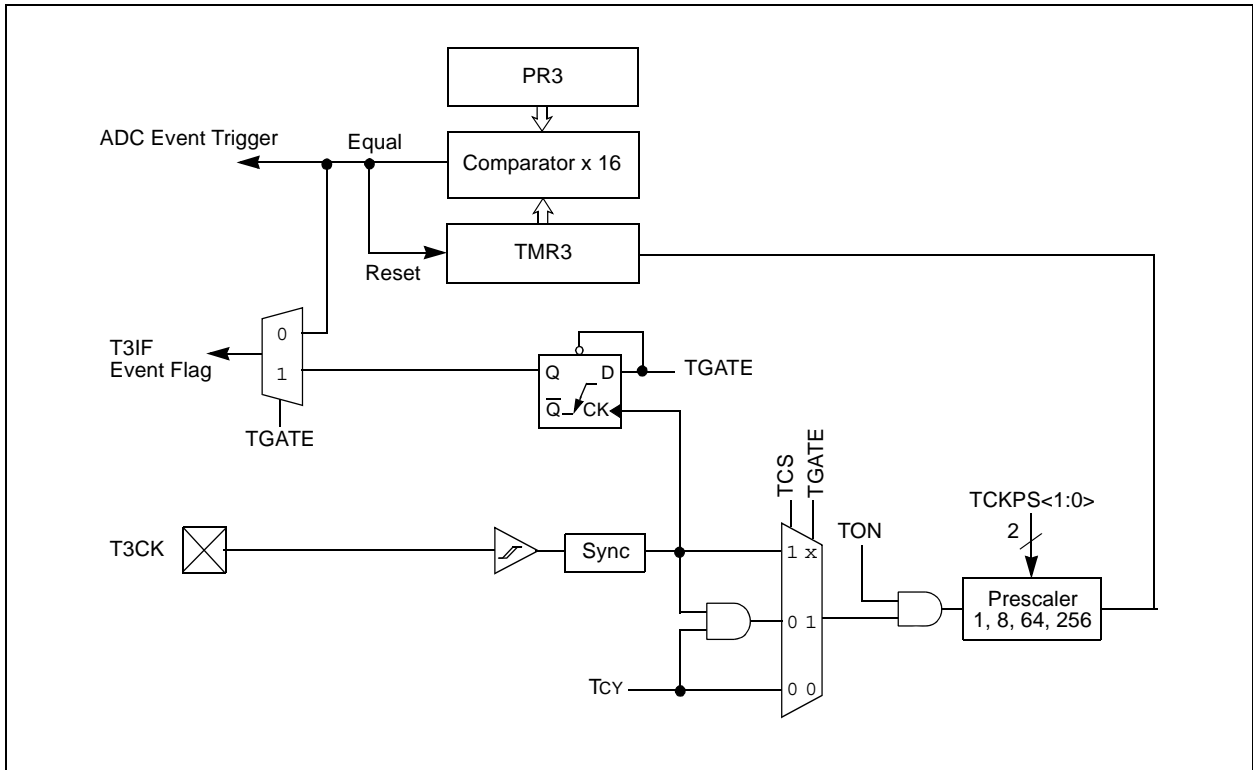 PR3
ADC Event Trigger
Equal
Comparator x 16
TMR3
Reset
0
T3IF
Event Flag
1
TGATE
Q
D
TGATE
Q̅
CK
TCS
TGATE
TCKPS<1:0>
2
TON
T3CK
Sync
1 x
Prescaler
1, 8, 64, 256
0 1
TCY
0 0